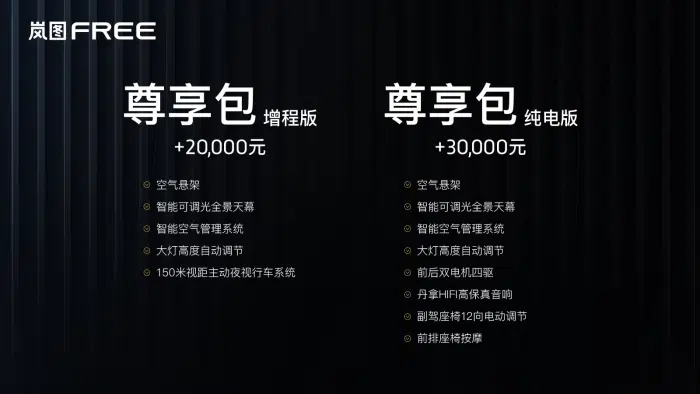 岚图FREE
尊享包 增程版
+20,000元
空气悬架
智能可调光全景天幕
智能空气管理系统
大灯高度自动调节
150米视距主动夜视行车系统
尊享包 纯电版
+30,000元
空气悬架
智能可调光全景天幕
智能空气管理系统
大灯高度自动调节
前后双电机四驱
丹拿HIFI高保真音响
副驾座椅12向电动调节
前排座椅按摩